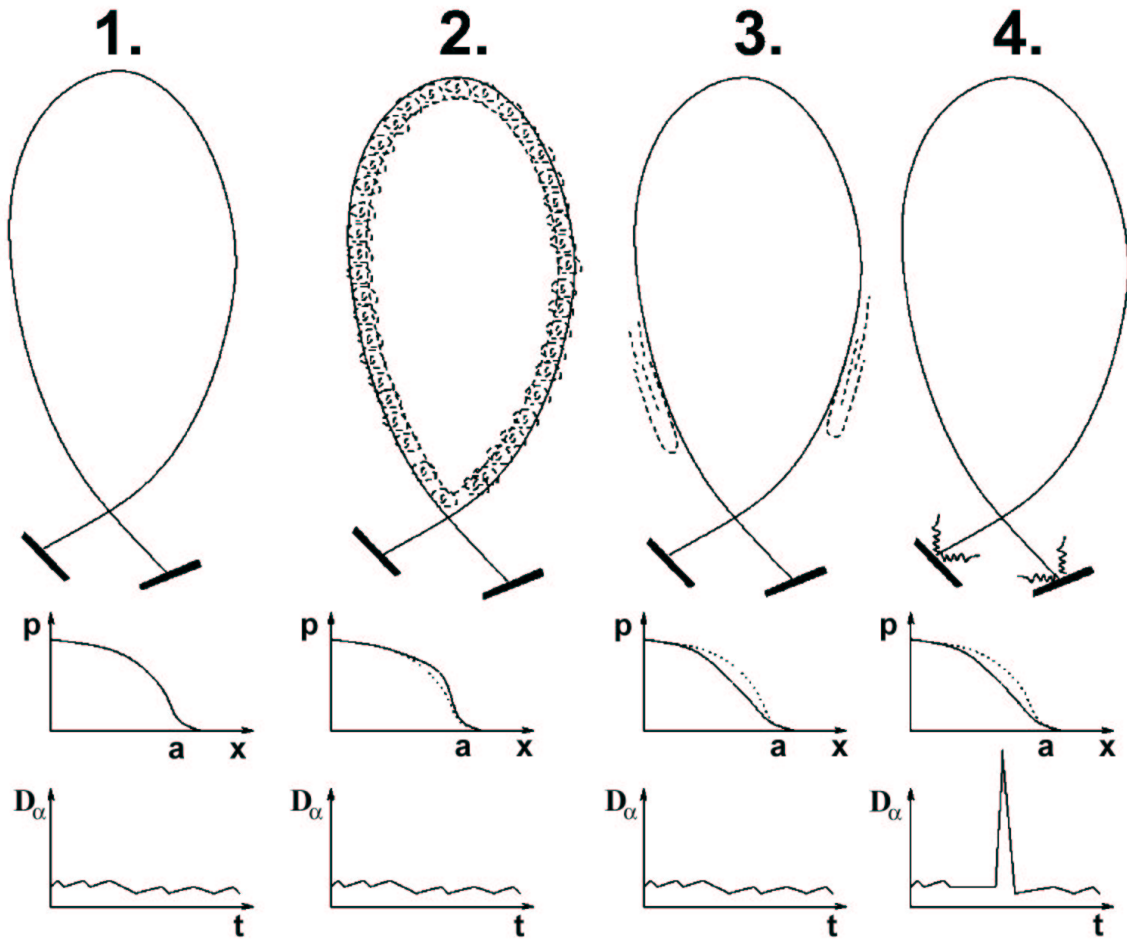 1. 2. 3. 4.
p p p p
a x a x a x a x
Dα Dα Dα Dα
t t t t